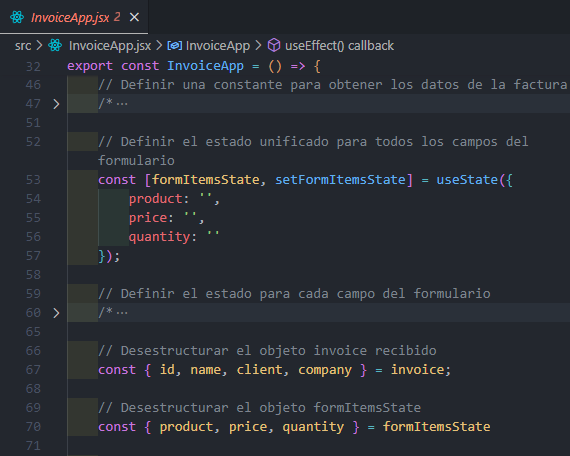 InvoiceApp.jsx 2 ×
src > InvoiceApp.jsx > InvoiceApp > useEffect() callback
32 export const InvoiceApp = () => {
46 // Definir una constante para obtener los datos de la factura
47 > /* ···
51
52 // Definir el estado unificado para todos los campos del
formulario
53 const [formItemsState, setFormItemsState] = useState({
54 product: '',
55 price: '',
56 quantity: ''
57 });
58
59 // Definir el estado para cada campo del formulario
60 > /* ···
65
66 // Desestructurar el objeto invoice recibido
67 const { id, name, client, company } = invoice;
68
69 // Desestructurar el objeto formItemsState
70 const { product, price, quantity } = formItemsState
71